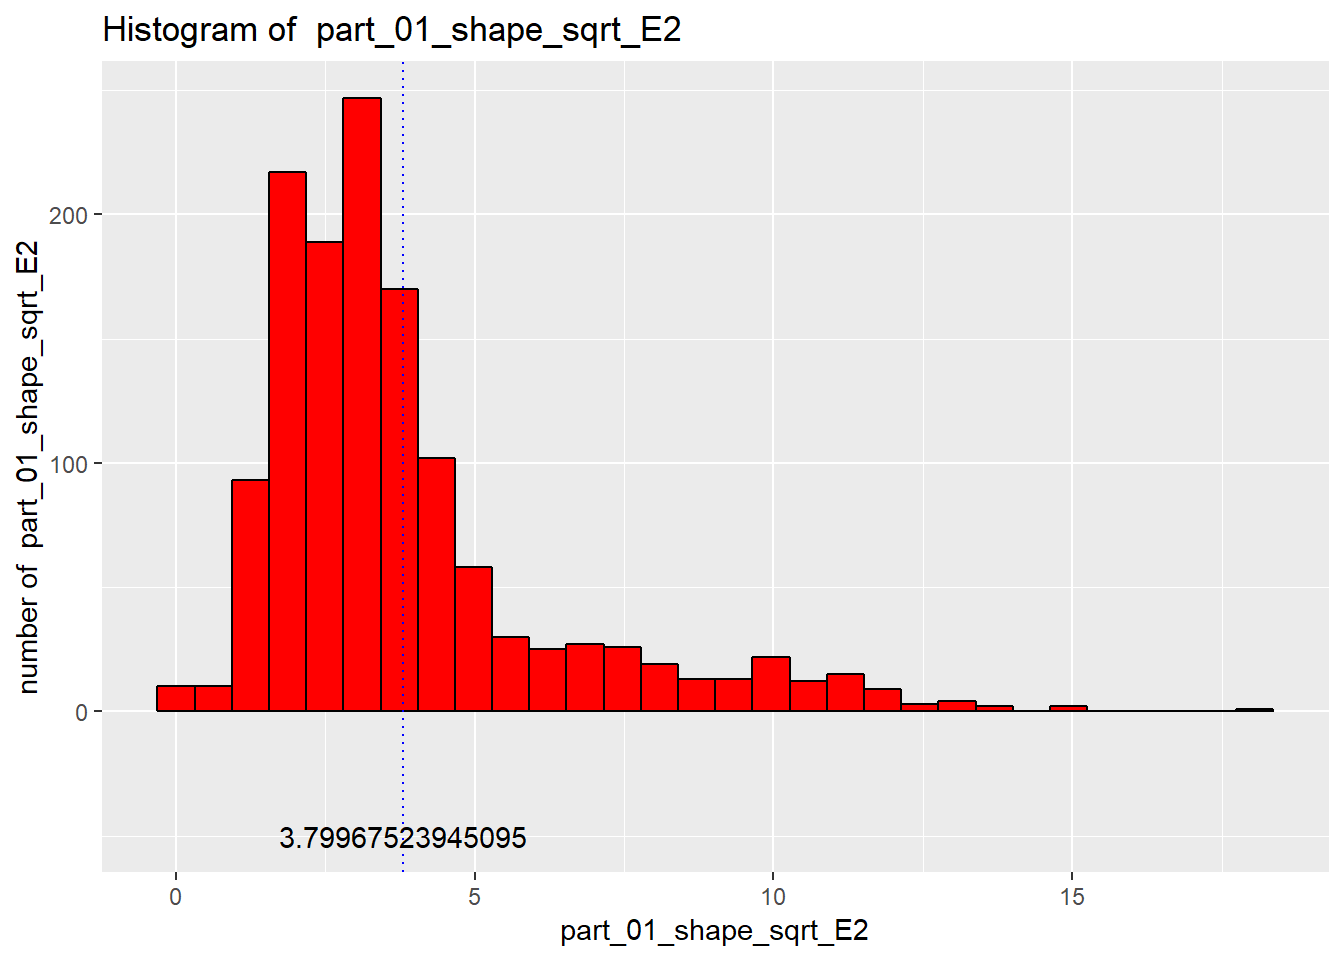 Histogram of  part_01_shape_sqrt_E2
number of  part_01_shape_sqrt_E2
200
100
0
3.79967523945095
0 5 10 15
part_01_shape_sqrt_E2